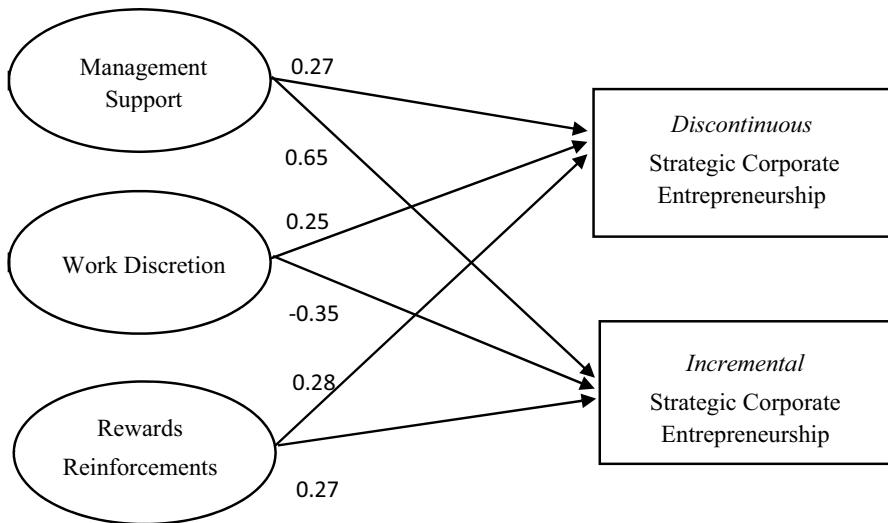 Management
Support
0.27
0.65
Work Discretion
0.25
-0.35
Rewards
Reinforcements
0.28
0.27
Discontinuous
Strategic Corporate
Entrepreneurship
Incremental
Strategic Corporate
Entrepreneurship